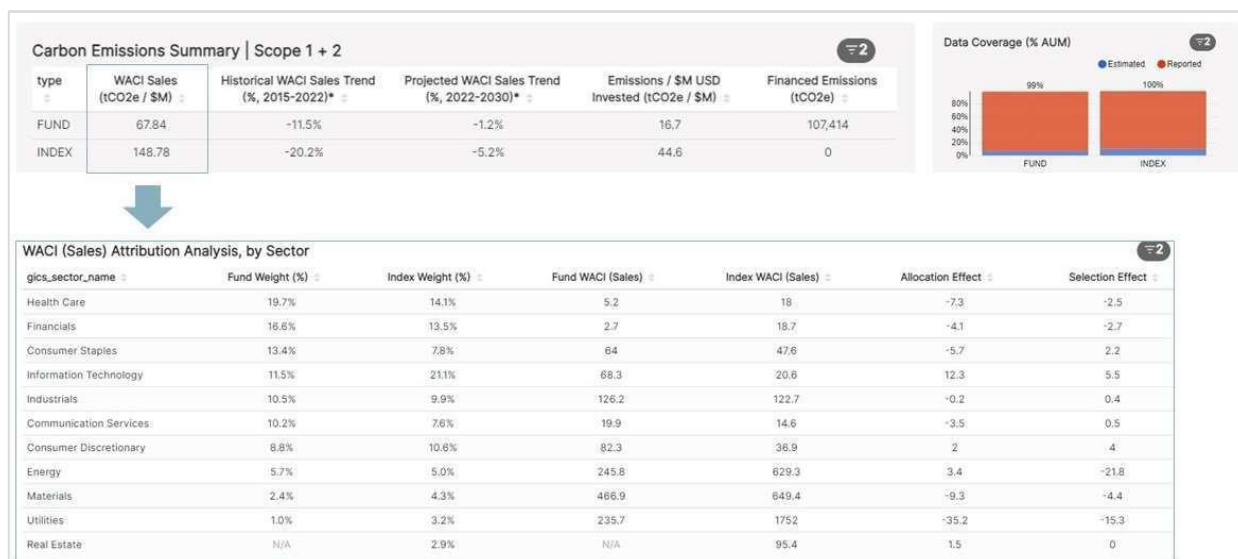 Carbon Emissions Summary | Scope 1 + 2
2
type WACI Sales (tCO2e / $M) Historical WACI Sales Trend (%, 2015-2022)* Projected WACI Sales Trend (%, 2022-2030)* Emissions / $M USD Invested (tCO2e / $M) Financed Emissions (tCO2e)
FUND 67.84 -11.5% -1.2% 16.7 107,414
INDEX 148.78 -20.2% -5.2% 44.6 0
Data Coverage (% AUM)
2
Estimated Reported
99% 100%
80%
60%
40%
20%
0%
FUND INDEX
WACI (Sales) Attribution Analysis, by Sector
2
gics_sector_name Fund Weight (%) Index Weight (%) Fund WACI (Sales) Index WACI (Sales) Allocation Effect Selection Effect
Health Care 19.7% 14.1% 5.2 18 -7.3 -2.5
Financials 16.6% 13.5% 2.7 18.7 -4.1 -2.7
Consumer Staples 13.4% 7.8% 64 47.6 -5.7 2.2
Information Technology 11.5% 21.1% 68.3 20.6 12.3 5.5
Industrials 10.5% 9.9% 126.2 122.7 -0.2 0.4
Communication Services 10.2% 7.6% 19.9 14.6 -3.5 0.5
Consumer Discretionary 8.8% 10.6% 82.3 36.9 2 4
Energy 5.7% 5.0% 245.8 629.3 3.4 -21.8
Materials 2.4% 4.3% 466.9 649.4 -9.3 -4.4
Utilities 1.0% 3.2% 235.7 1752 -35.2 -15.3
Real Estate N/A 2.9% N/A 95.4 1.5 0